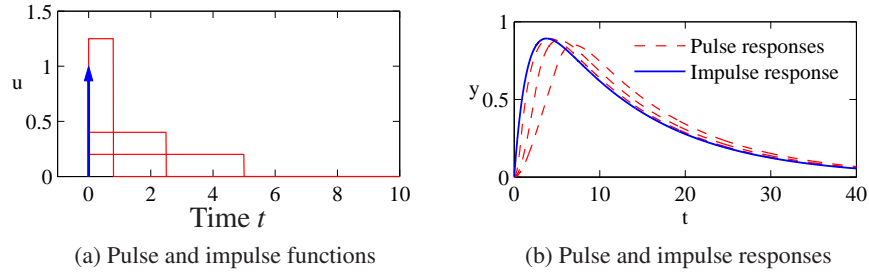 1.5
1
u
0.5
0
0 2 4 6 8 10
Time t
(a) Pulse and impulse functions
1
Pulse responses
Impulse response
y
0.5
0
0 10 20 30 40
t
(b) Pulse and impulse responses